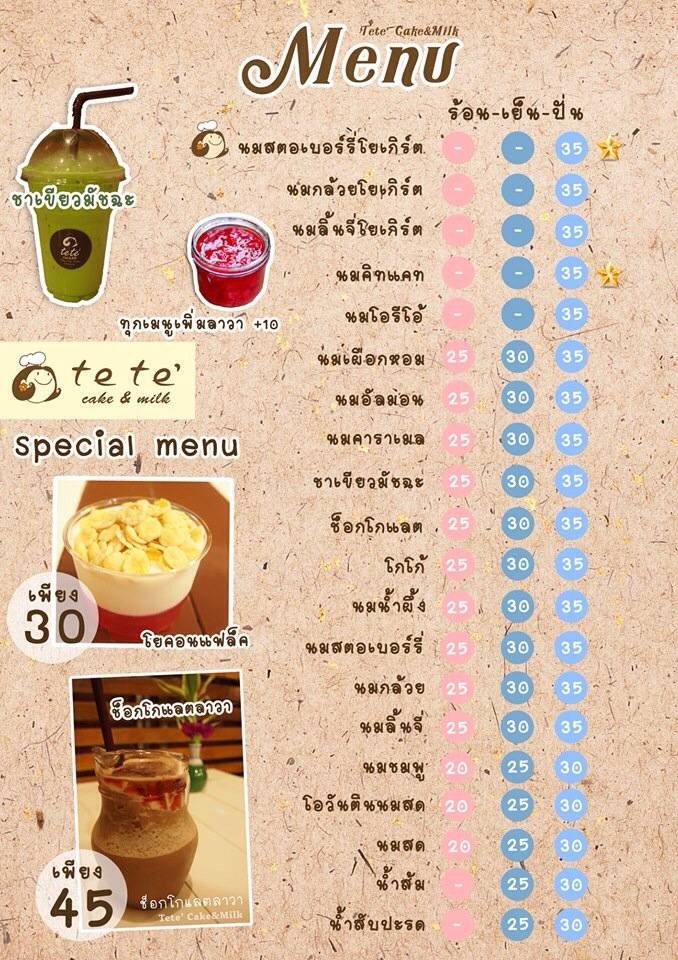 Tete' Cake&Milk
Menu
ร้อน-เย็น-ปั่น
นมสตอเบอร์รี่โยเกิร์ต - - 35
นมกล้วยโยเกิร์ต - - 35
นมลิ้นจี่โยเกิร์ต - - 35
นมคิทแคท - - 35
นมโอรีโอ้ - - 35
นมเผือกหอม 25 30 35
นมอัลมอน 25 30 35
นมคาราเมล 25 30 35
ชาเขียวมัชฉะ 25 30 35
ช็อกโกแลต 25 30 35
โกโก้ 25 30 35
นมน้ำผึ้ง 25 30 35
นมสตอเบอร์รี่ 25 30 35
นมกล้วย 25 30 35
นมลิ้นจี่ 25 30 35
นมชมพู 20 25 30
โอวันตินนมสด 20 25 30
นมสด 20 25 30
น้ำส้ม - 25 30
น้ำสับปะรด - 25 30
ชาเขียวมัชฉะ
te te'
ทุกเมนูเพิ่มลาวา +10
te te'
cake & milk
Special menu
เพียง
30
โยคอนแฟล็ค
ช็อกโกแลตลาวา
เพียง
45
ช็อกโกแลตลาวา
Tete' Cake&Milk